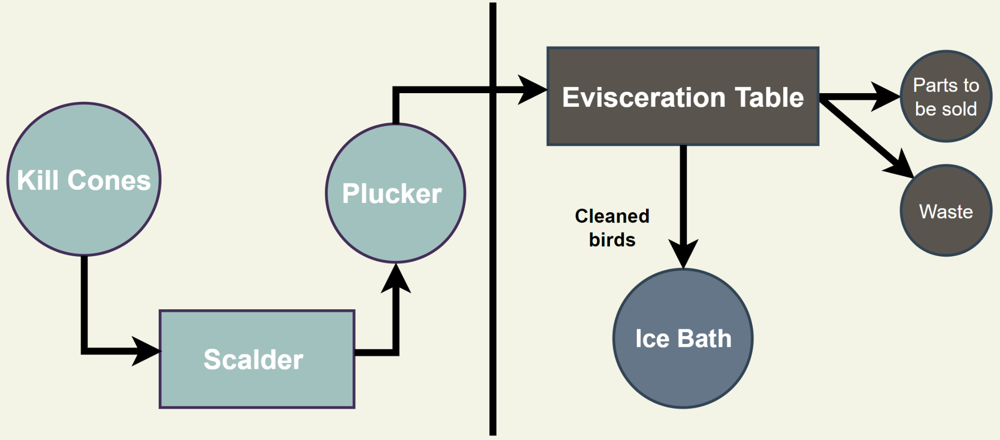 Kill Cones
Scalder
Plucker
Evisceration Table
Parts to
be sold
Waste
Cleaned
birds
Ice Bath